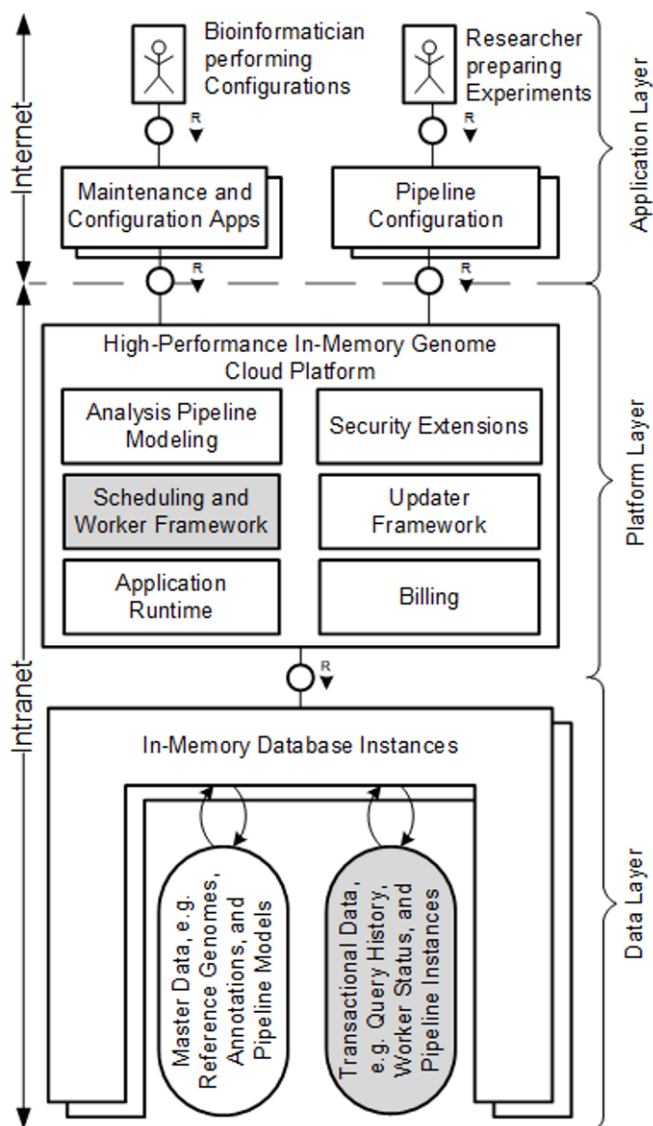 Bioinformatician
performing
Configurations
Researcher
preparing
Experiments
R
R
Internet
Application Layer
Maintenance and
Configuration Apps
Pipeline
Configuration
R
R
High-Performance In-Memory Genome
Cloud Platform
Analysis Pipeline
Modeling
Security Extensions
Scheduling and
Worker Framework
Updater
Framework
Application
Runtime
Billing
Platform Layer
R
Intranet
In-Memory Database Instances
Master Data, e.g.
Reference Genomes,
Annotations, and
Pipeline Models
Transactional Data,
e.g. Query History,
Worker Status, and
Pipeline Instances
Data Layer